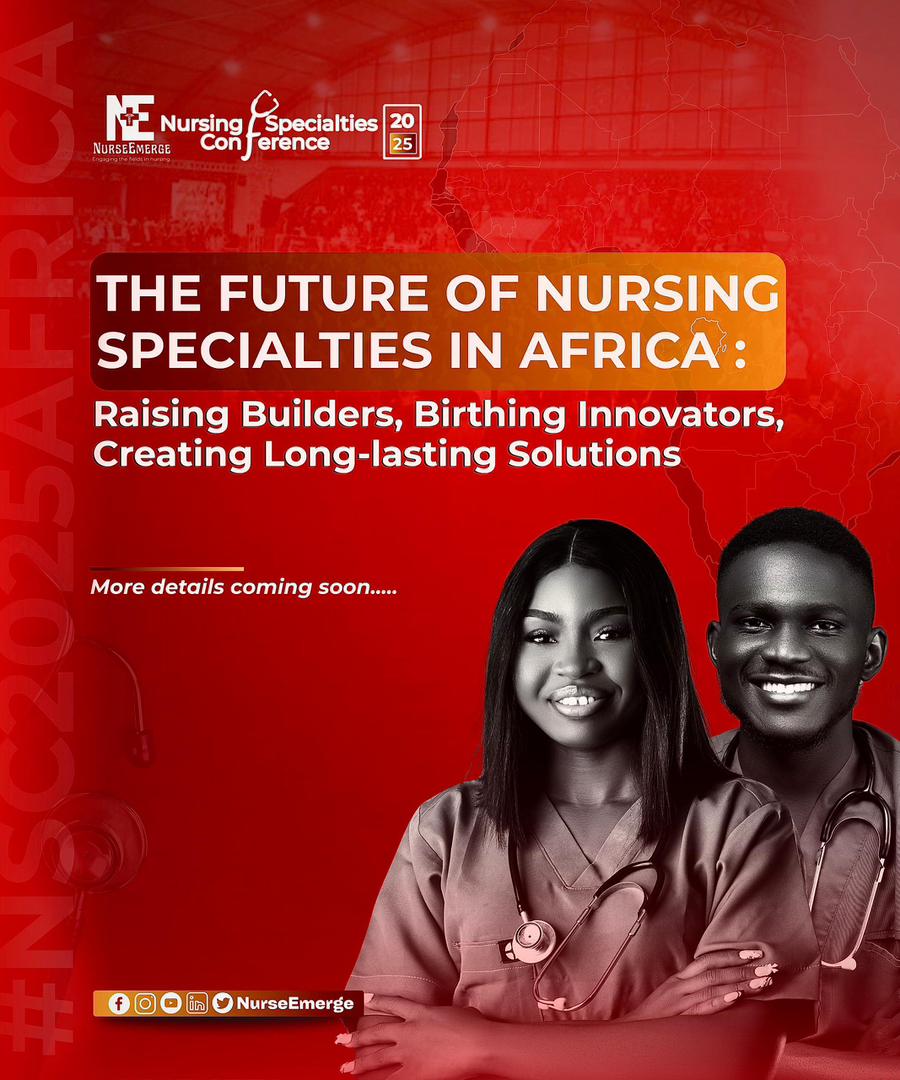 NE
NURSEEMERGE
Engaging the fields in nursing
Nursing Specialties
Conference
20
25
THE FUTURE OF NURSING
SPECIALTIES IN AFRICA :
Raising Builders, Birthing Innovators,
Creating Long-lasting Solutions
More details coming soon.....
NurseEmerge
#NSC2025AFRICA